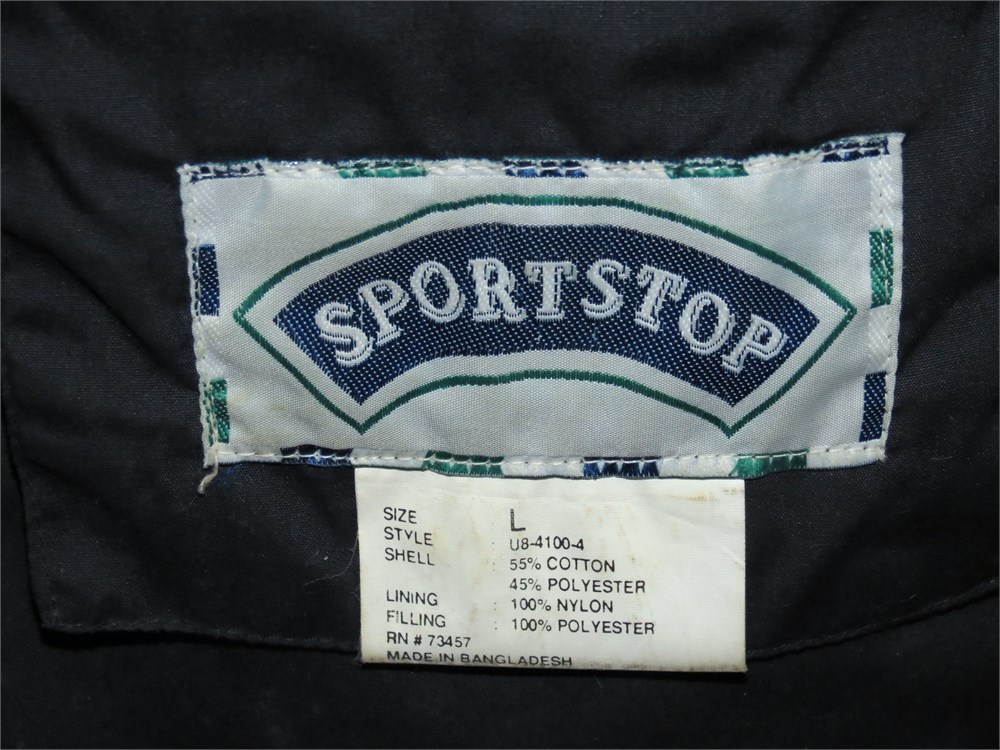 SPORTSTOP
SIZE L
STYLE : U8-4100-4
SHELL : 55% COTTON
45% POLYESTER
LINING : 100% NYLON
FILLING : 100% POLYESTER
RN # 73457
MADE IN BANGLADESH